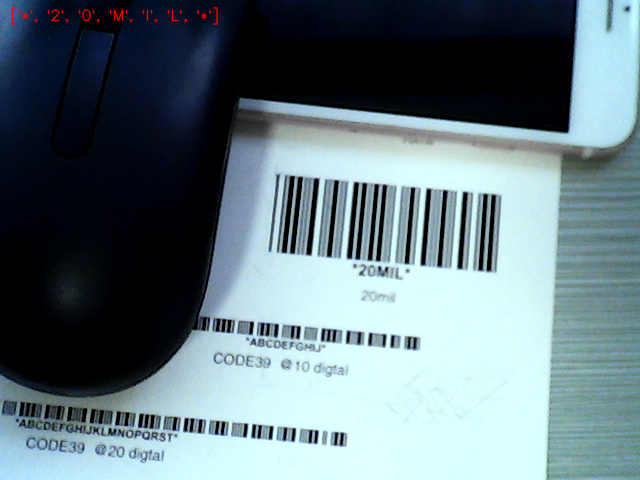 ['*', '2', '0', 'M', 'I', 'L', '*']
*20MIL*
20mil
*ABCDEFGHIJ*
CODE39 @10 digtal
*ABCDEFGHIJKLMNOPQRST*
CODE39 @20 digtal